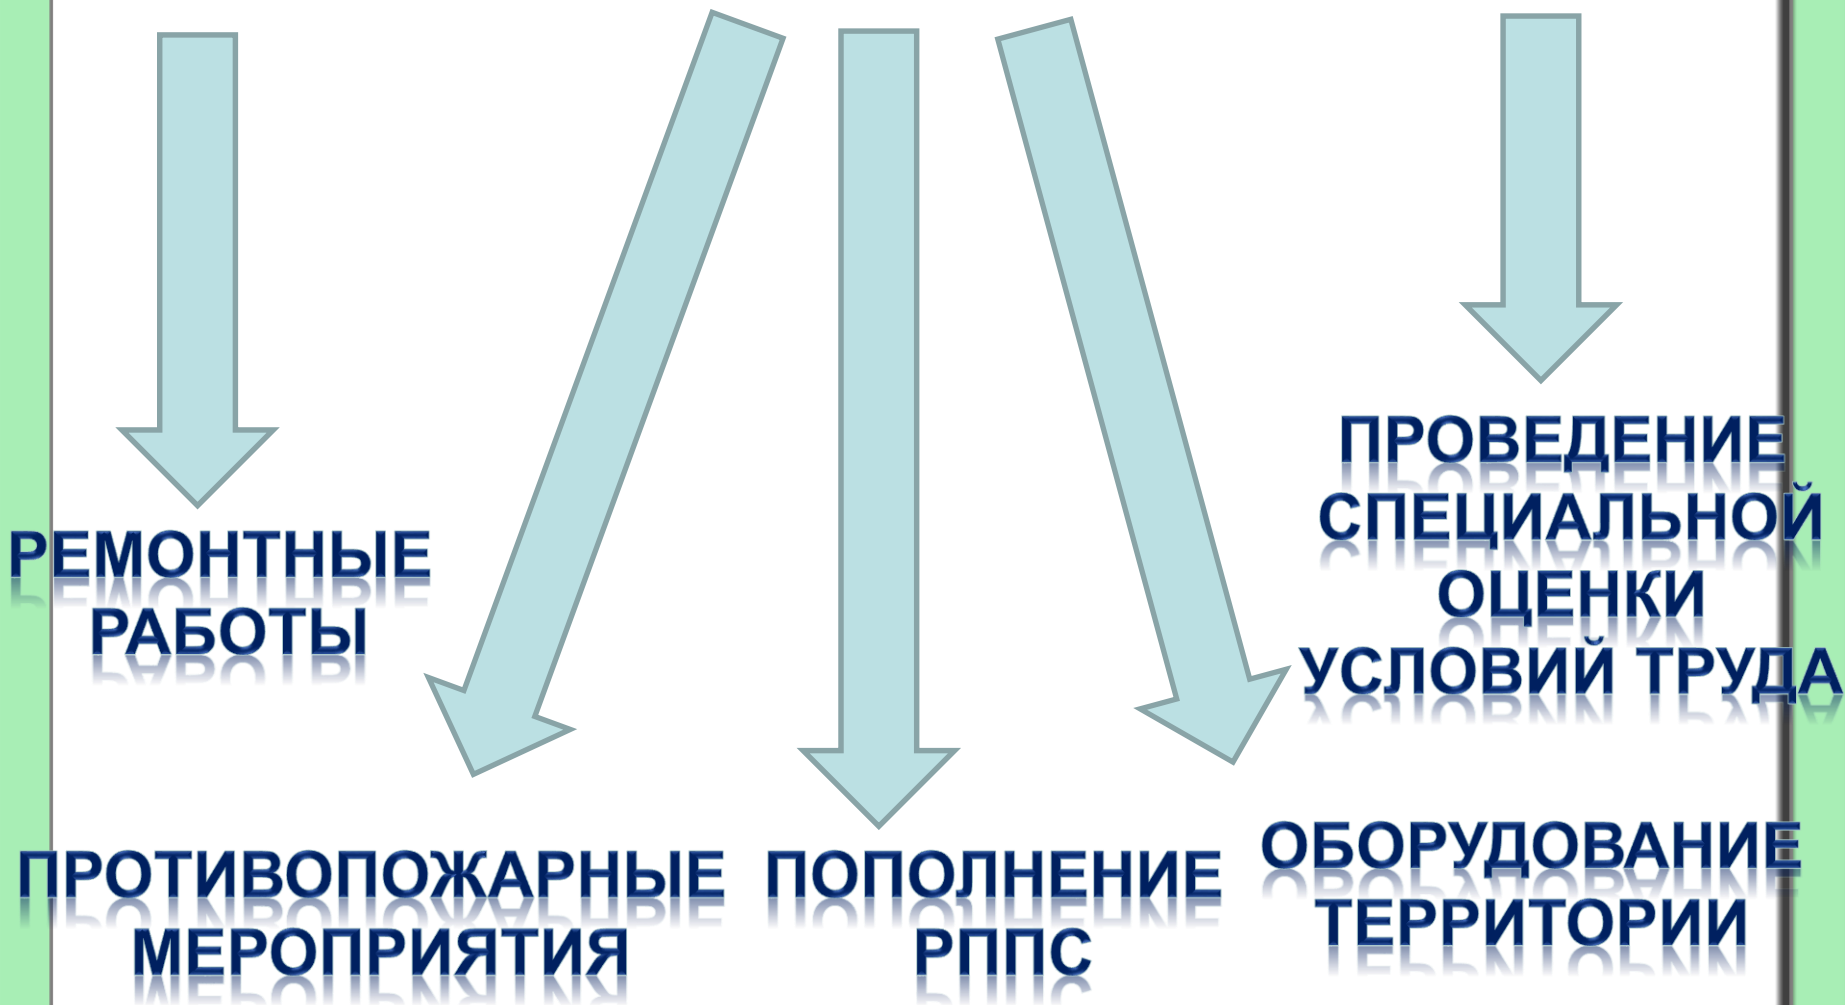 РЕМОНТНЫЕ
РАБОТЫ
ПРОТИВОПОЖАРНЫЕ
МЕРОПРИЯТИЯ
ПОПОЛНЕНИЕ
РППС
ОБОРУДОВАНИЕ
ТЕРРИТОРИИ
ПРОВЕДЕНИЕ
СПЕЦИАЛЬНОЙ
ОЦЕНКИ
УСЛОВИЙ ТРУДА